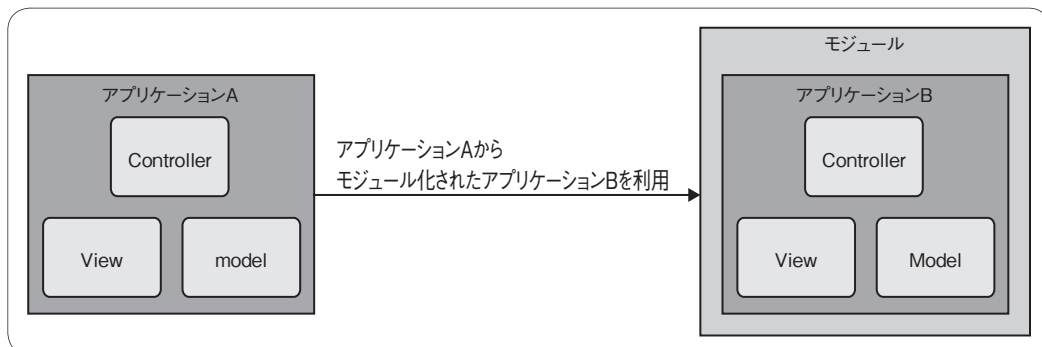 アプリケーションA
Controller
View
model
アプリケーションAから
モジュール化されたアプリケーションBを利用
モジュール
アプリケーションB
Controller
View
Model